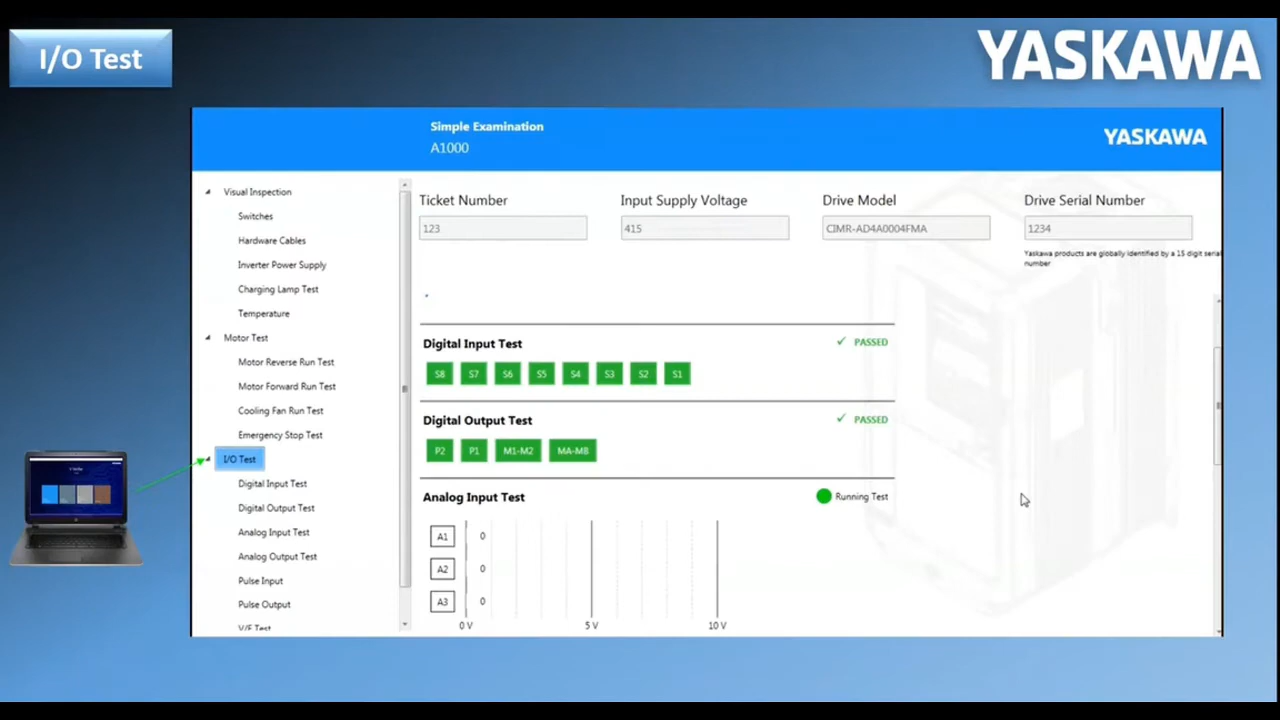 I/O Test
YASKAWA
Simple Examination
A1000
YASKAWA
Visual Inspection
Switches
Hardware Cables
Inverter Power Supply
Charging Lamp Test
Temperature
Motor Test
Motor Reverse Run Test
Motor Forward Run Test
Cooling Fan Run Test
Emergency Stop Test
I/O Test
Digital Input Test
Digital Output Test
Analog Input Test
Analog Output Test
Pulse Input
Pulse Output
V/F Test
Ticket Number Input Supply Voltage Drive Model Drive Serial Number
123 415 CIMR-AD4A0004FMA 1234
Yaskawa products are globally identified by a 15 digit serial
number
Digital Input Test ✓ PASSED
S8 S7 S6 S5 S4 S3 S2 S1
Digital Output Test ✓ PASSED
P2 P1 M1-M2 MA-MB
Analog Input Test Running Test
A1 0
A2 0
A3 0
0 V 5 V 10 V